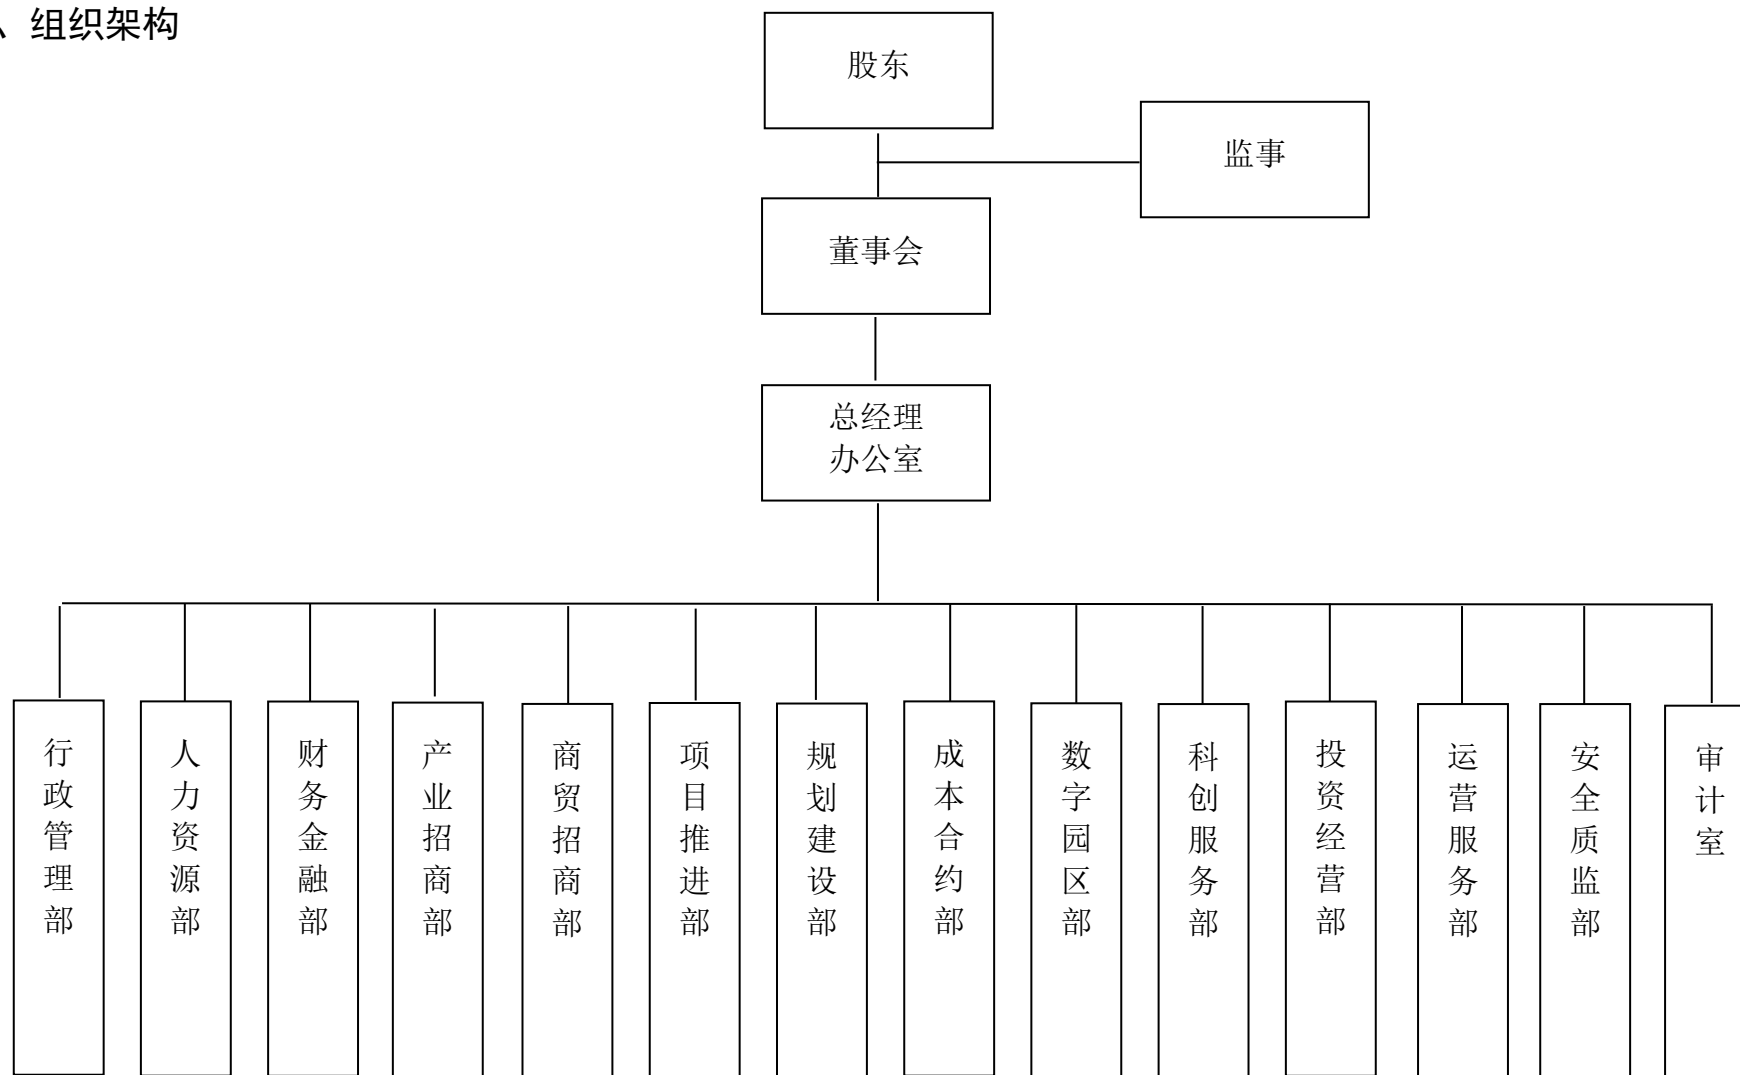 、组织架构
股东
监事
董事会
总经理
办公室
行政管理部
人力资源部
财务金融部
产业招商部
商贸招商部
项目推进部
规划建设部
成本合约部
数字园区部
科创服务部
投资经营部
运营服务部
安全质监部
审计室